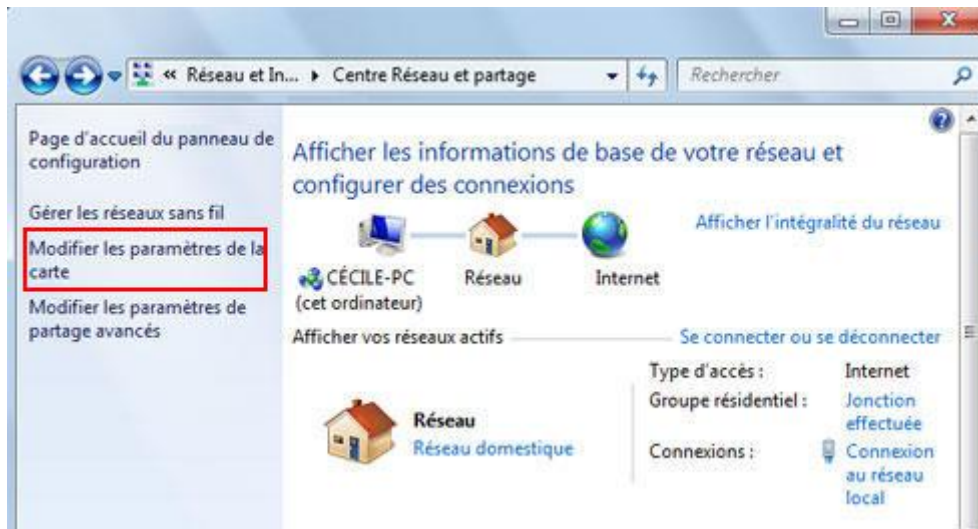 « Réseau et In... ▸ Centre Réseau et partage
Rechercher
Page d'accueil du panneau de
configuration
Gérer les réseaux sans fil
Modifier les paramètres de la
carte
Modifier les paramètres de
partage avancés
Afficher les informations de base de votre réseau et
configurer des connexions
Afficher l'intégralité du réseau
CÉCILE-PC
(cet ordinateur)
Réseau
Internet
Afficher vos réseaux actifs
Se connecter ou se déconnecter
Réseau
Réseau domestique
Type d'accès : Internet
Groupe résidentiel : Jonction
effectuée
Connexions : Connexion
au réseau
local